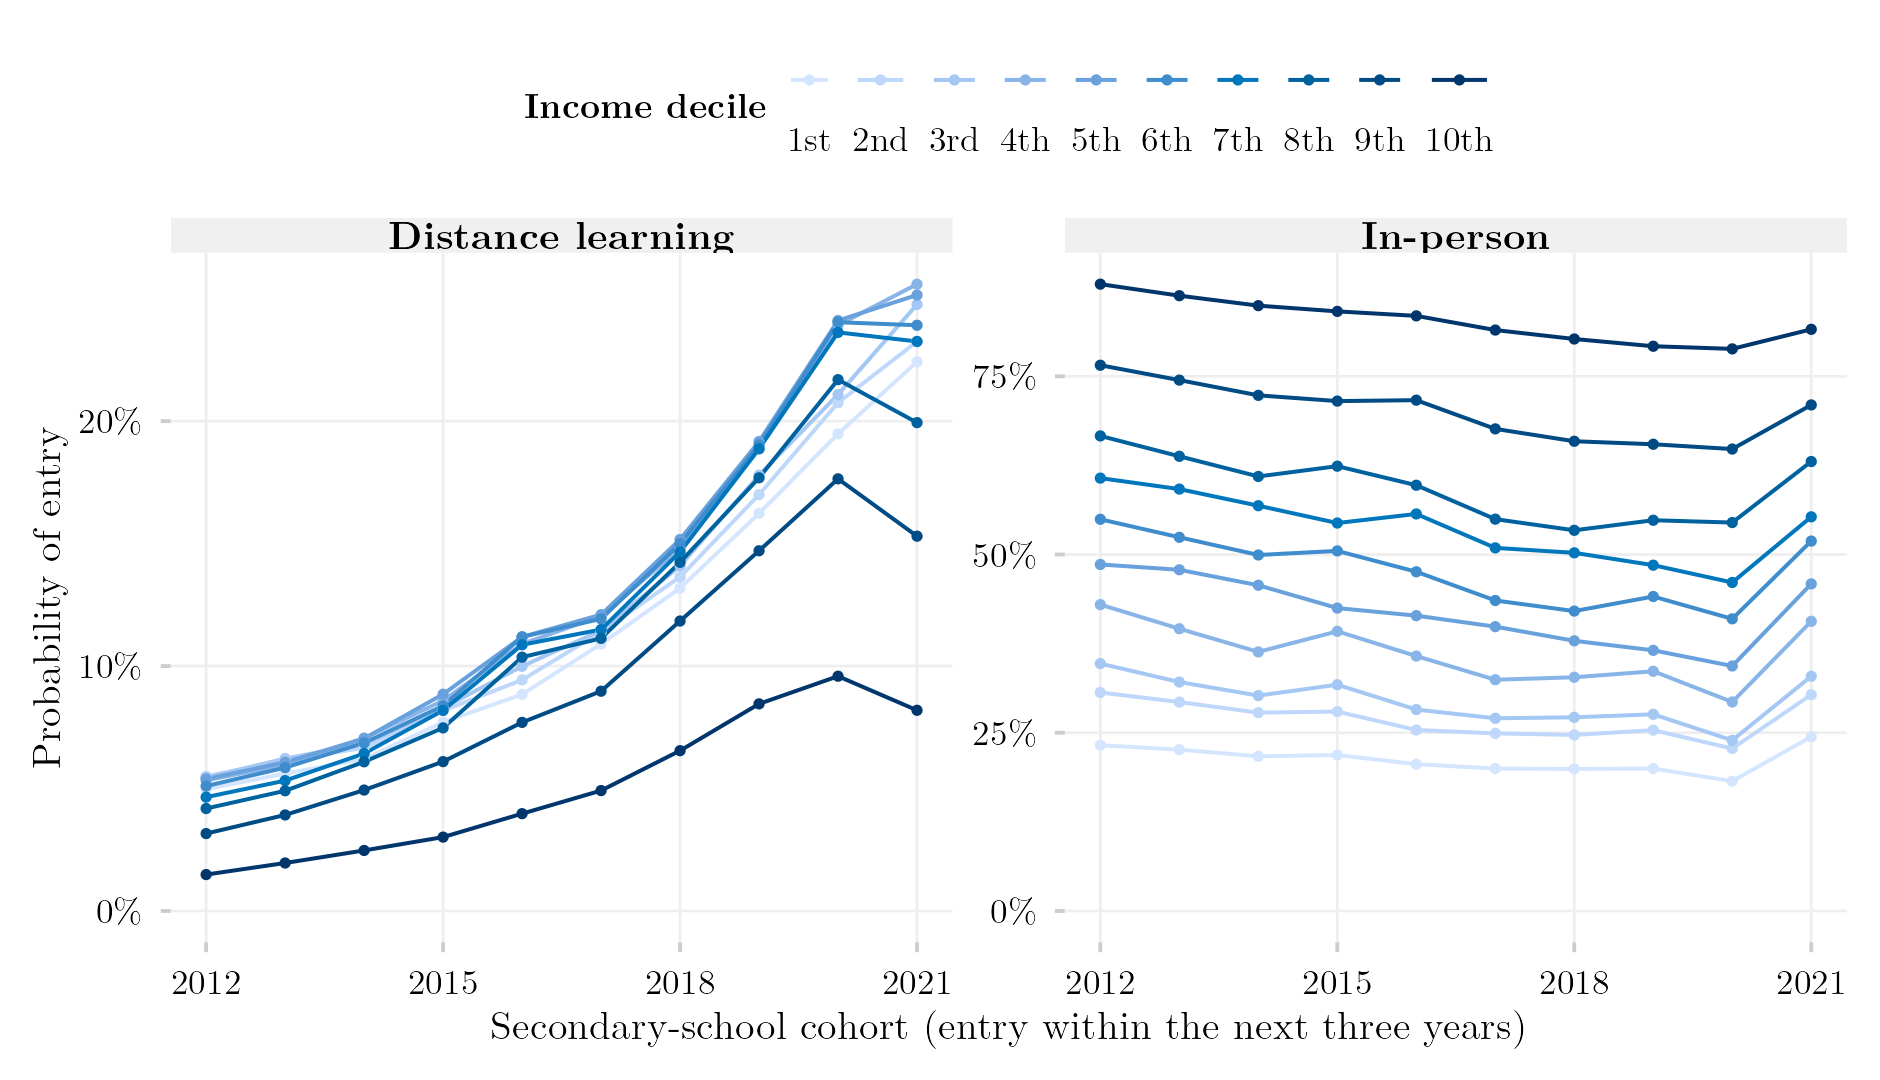 Income decile
1st 2nd 3rd 4th 5th 6th 7th 8th 9th 10th
Distance learning
In-person
Probability of entry
20%
10%
0%
75%
50%
25%
0%
2012 2015 2018 2021
2012 2015 2018 2021
Secondary-school cohort (entry within the next three years)